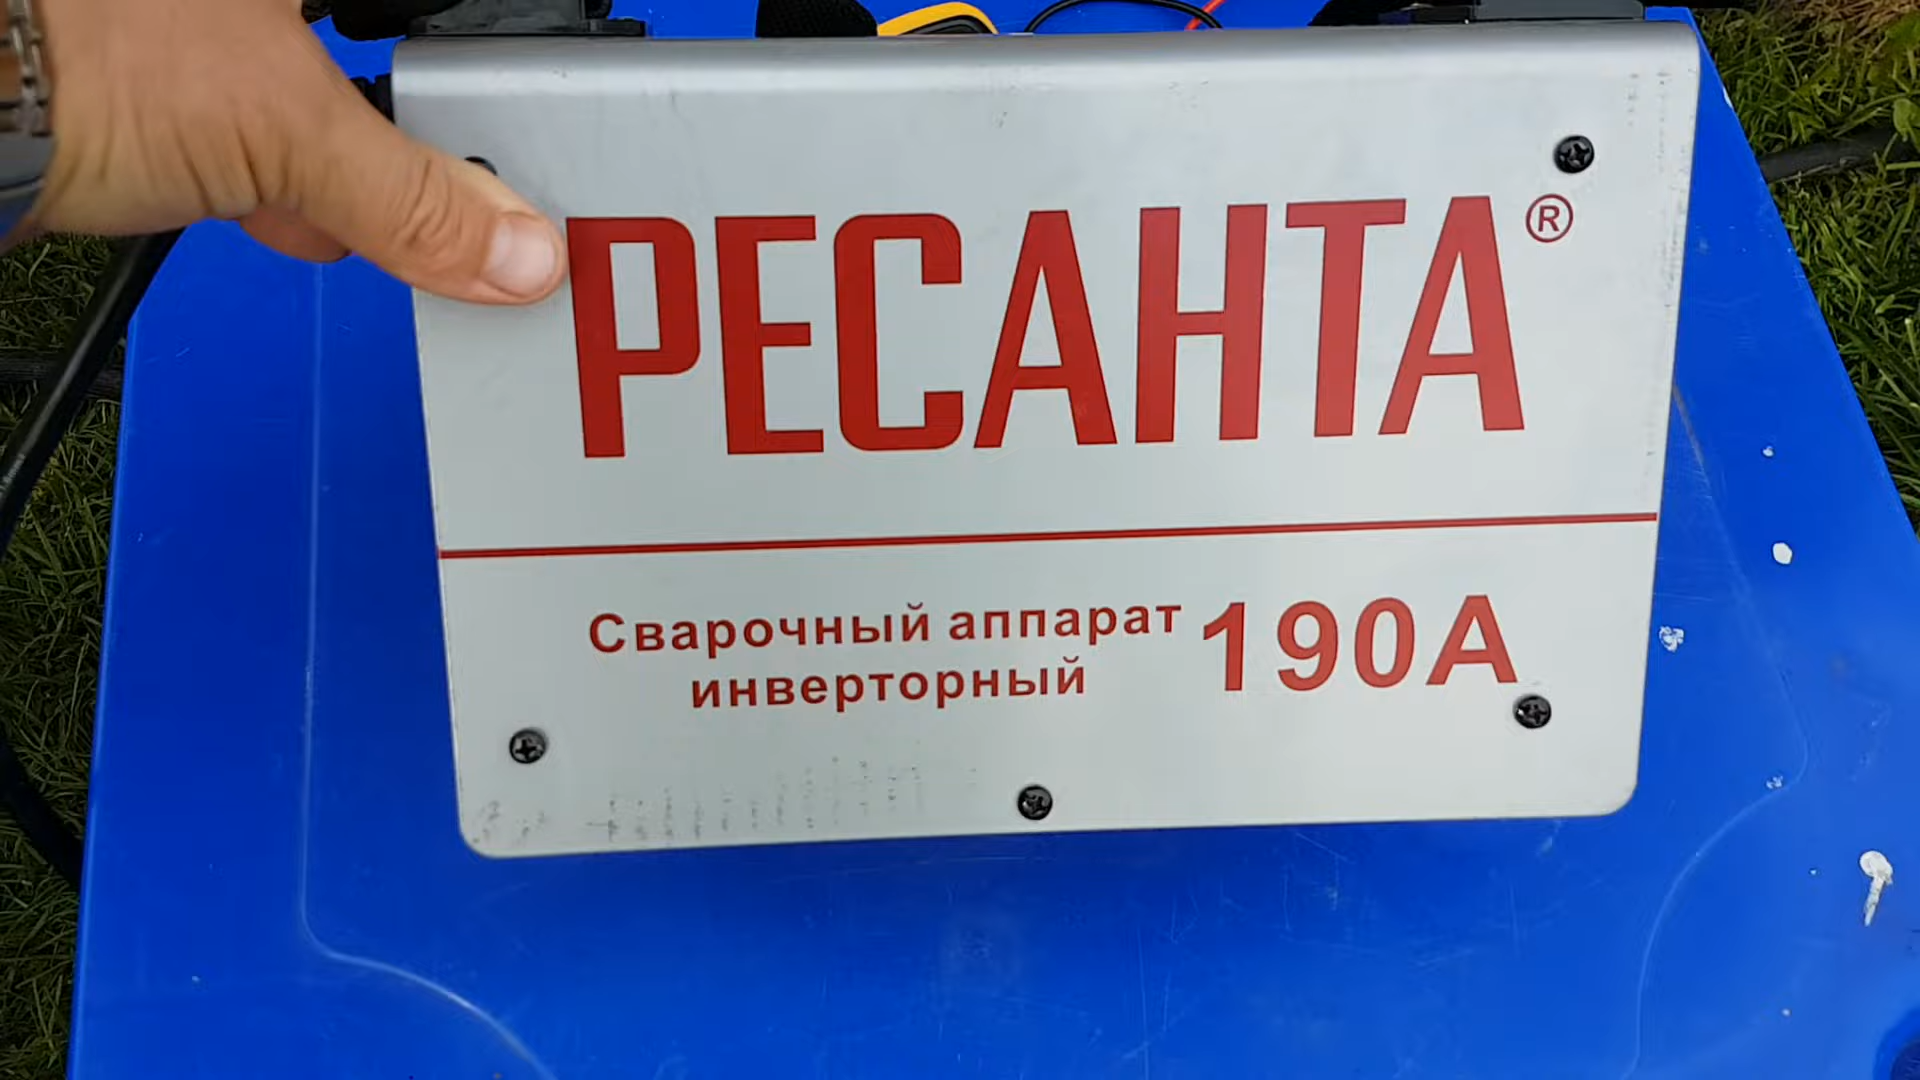 РЕСАНТА®
Сварочный аппарат 190А
инверторный